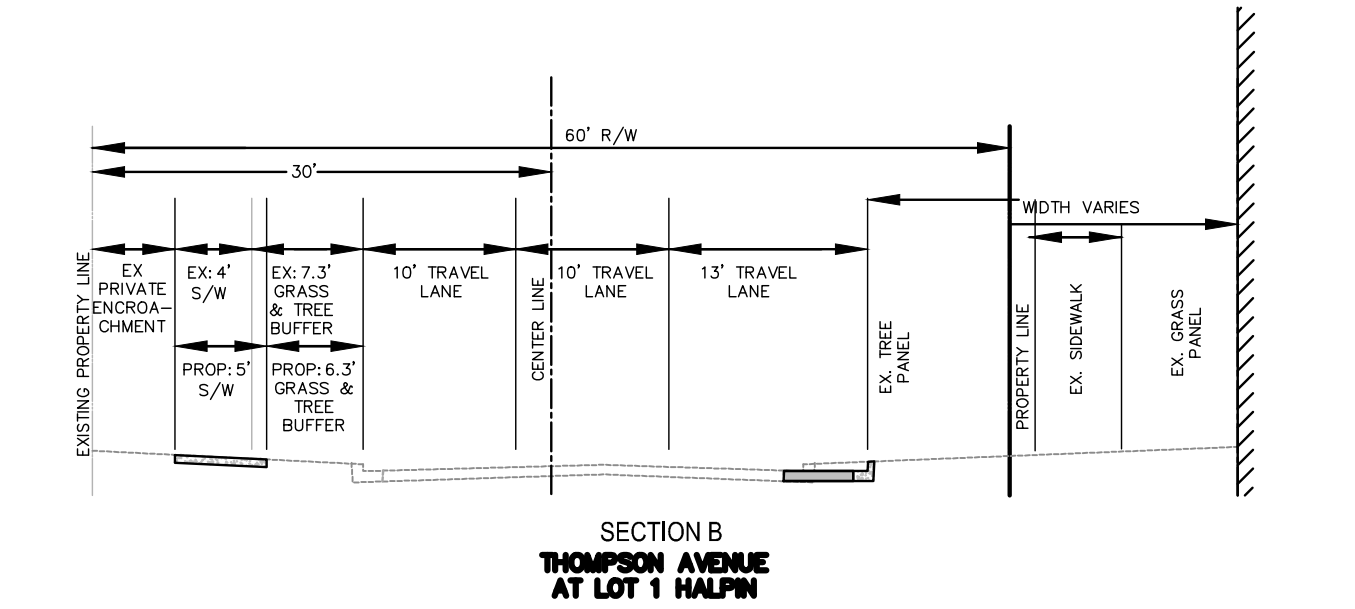 60' R/W
30'
WIDTH VARIES
EXISTING PROPERTY LINE
EX
PRIVATE
ENCROA-
CHMENT
EX: 4'
S/W
EX: 7.3'
GRASS
& TREE
BUFFER
10' TRAVEL
LANE
CENTER LINE
10' TRAVEL
LANE
13' TRAVEL
LANE
EX. TREE
PANEL
PROPERTY LINE
EX. SIDEWALK
EX. GRASS
PANEL
PROP: 5'
S/W
PROP: 6.3'
GRASS &
TREE
BUFFER
SECTION B
THOMPSON AVENUE
AT LOT 1 HALPIN